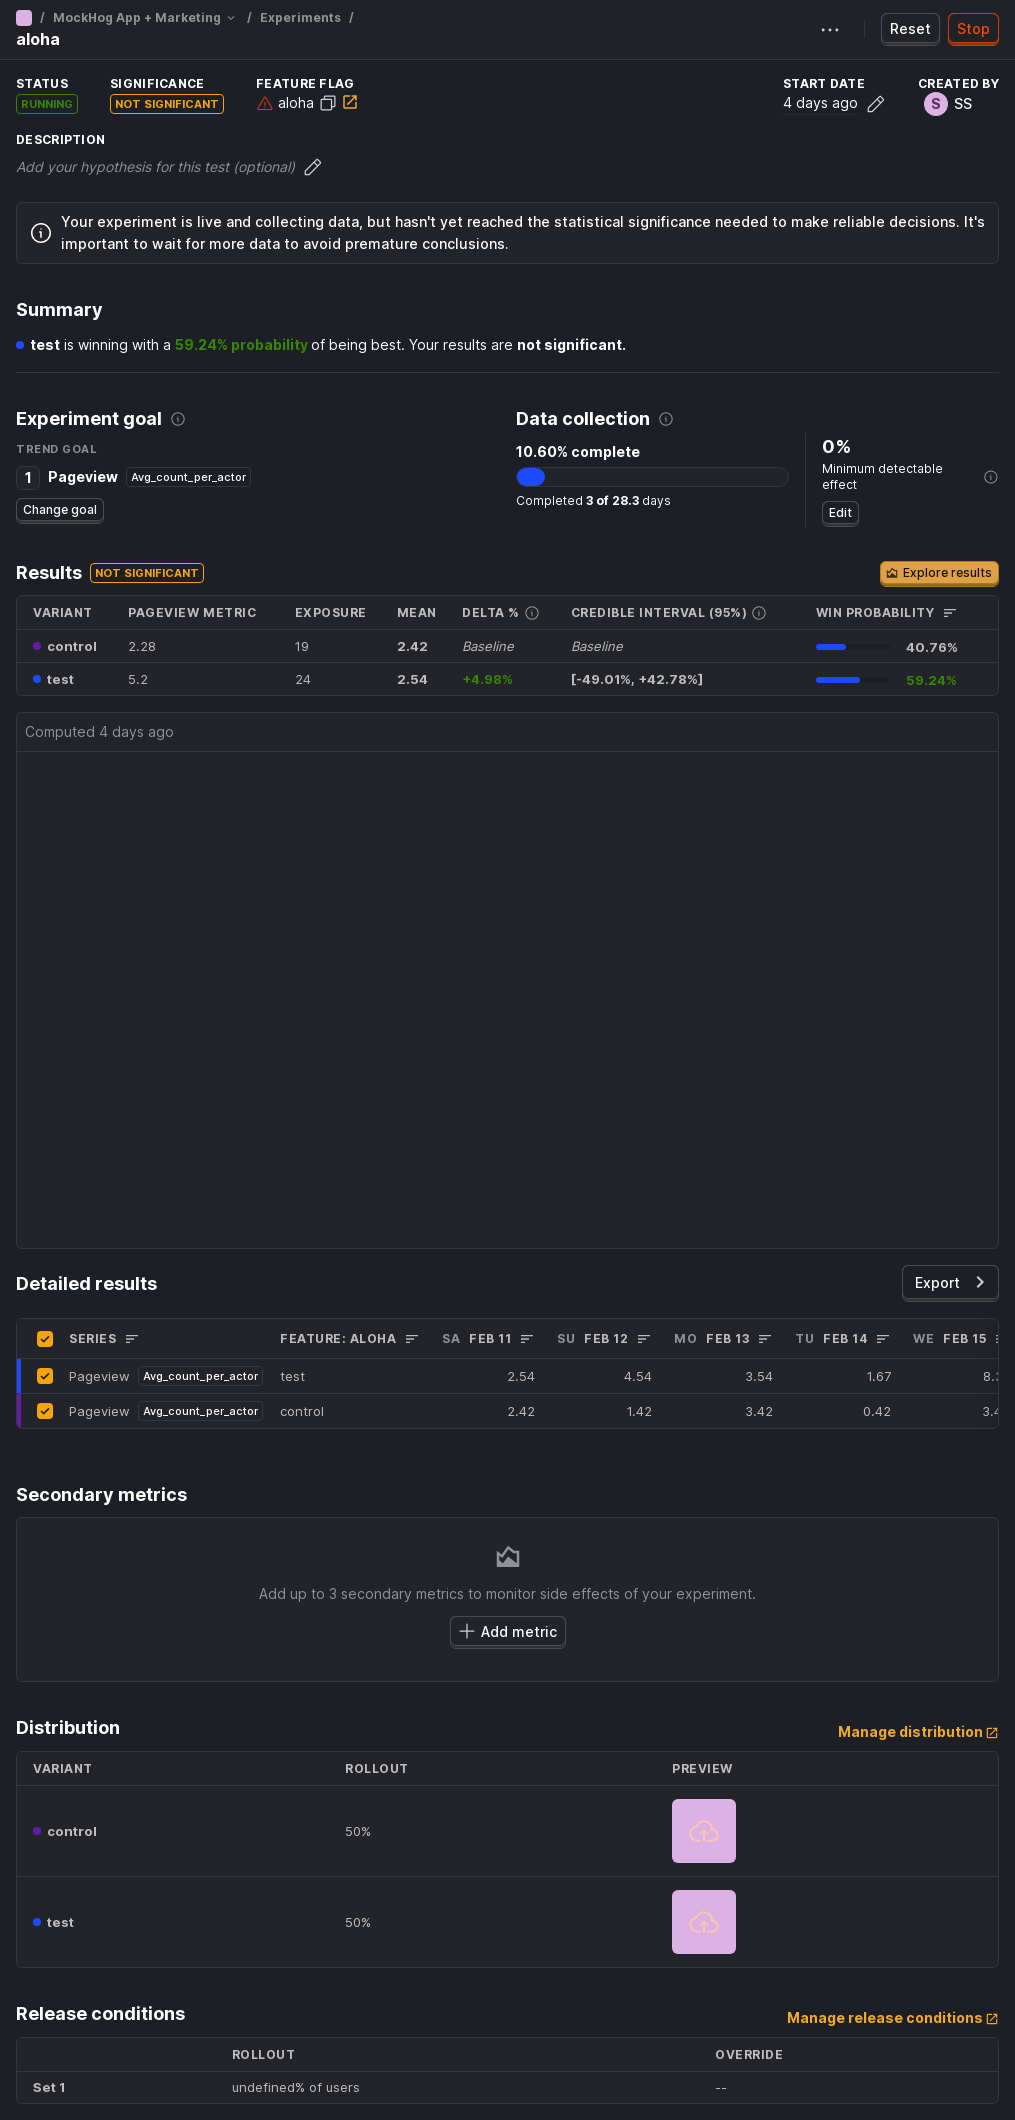 / MockHog App + Marketing / Experiments /
aloha
Reset
Stop
STATUS
RUNNING
SIGNIFICANCE
NOT SIGNIFICANT
FEATURE FLAG
aloha
START DATE
4 days ago
CREATED BY
S SS
DESCRIPTION
Add your hypothesis for this test (optional)
Your experiment is live and collecting data, but hasn't yet reached the statistical significance needed to make reliable decisions. It's
important to wait for more data to avoid premature conclusions.
Summary
test is winning with a 59.24% probability of being best. Your results are not significant.
Experiment goal
TREND GOAL
1 Pageview Avg_count_per_actor
Change goal
Data collection
10.60% complete
Completed 3 of 28.3 days
0%
Minimum detectable
effect
Edit
Results NOT SIGNIFICANT
Explore results
VARIANT PAGEVIEW METRIC EXPOSURE MEAN DELTA % CREDIBLE INTERVAL (95%) WIN PROBABILITY
control 2.28 19 2.42 Baseline Baseline 40.76%
test 5.2 24 2.54 +4.98% [-49.01%, +42.78%] 59.24%
Computed 4 days ago
Detailed results
Export
SERIES FEATURE: ALOHA SA FEB 11 SU FEB 12 MO FEB 13 TU FEB 14 WE FEB 15
Pageview Avg_count_per_actor test 2.54 4.54 3.54 1.67
Pageview Avg_count_per_actor control 2.42 1.42 3.42 0.42
Secondary metrics
Add up to 3 secondary metrics to monitor side effects of your experiment.
Add metric
Distribution
Manage distribution
VARIANT ROLLOUT PREVIEW
control 50%
test 50%
Release conditions
Manage release conditions
ROLLOUT OVERRIDE
Set 1 undefined% of users --